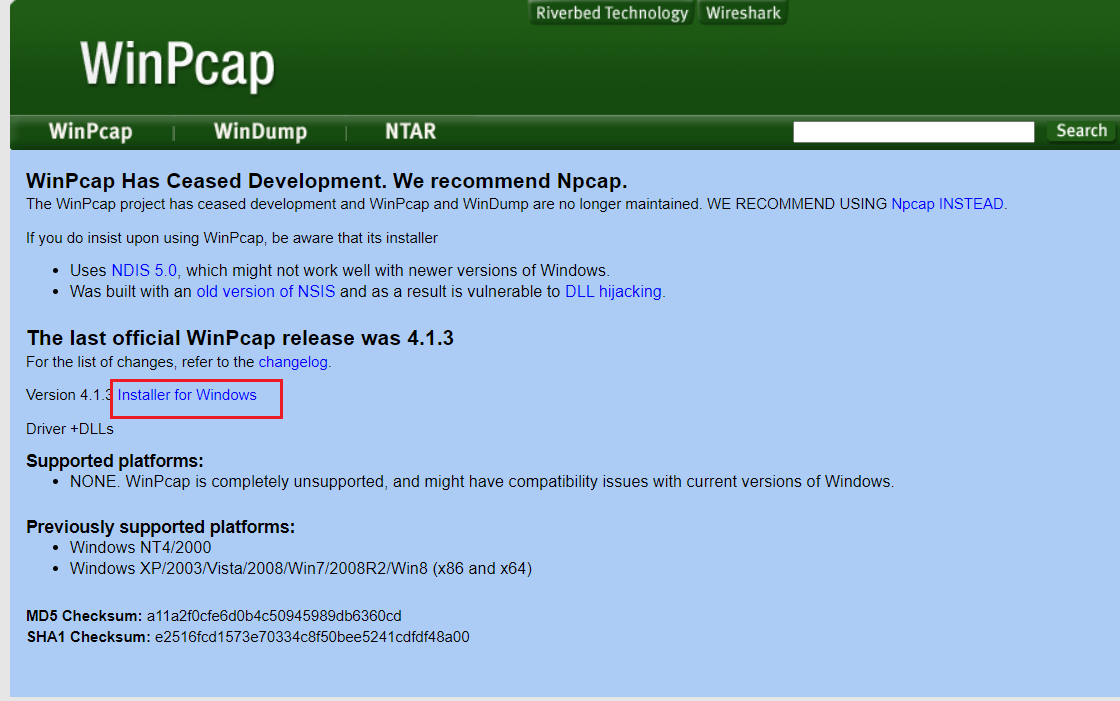 Riverbed Technology Wireshark
WinPcap
WinPcap | WinDump | NTAR Search
WinPcap Has Ceased Development. We recommend Npcap.
The WinPcap project has ceased development and WinPcap and WinDump are no longer maintained. WE RECOMMEND USING Npcap INSTEAD.
If you do insist upon using WinPcap, be aware that its installer
• Uses NDIS 5.0, which might not work well with newer versions of Windows.
• Was built with an old version of NSIS and as a result is vulnerable to DLL hijacking.
The last official WinPcap release was 4.1.3
For the list of changes, refer to the changelog.
Version 4.1.3 Installer for Windows
Driver +DLLs
Supported platforms:
• NONE. WinPcap is completely unsupported, and might have compatibility issues with current versions of Windows.
Previously supported platforms:
• Windows NT4/2000
• Windows XP/2003/Vista/2008/Win7/2008R2/Win8 (x86 and x64)
MD5 Checksum: a11a2f0cfe6d0b4c50945989db6360cd
SHA1 Checksum: e2516fcd1573e70334c8f50bee5241cdfdf48a00